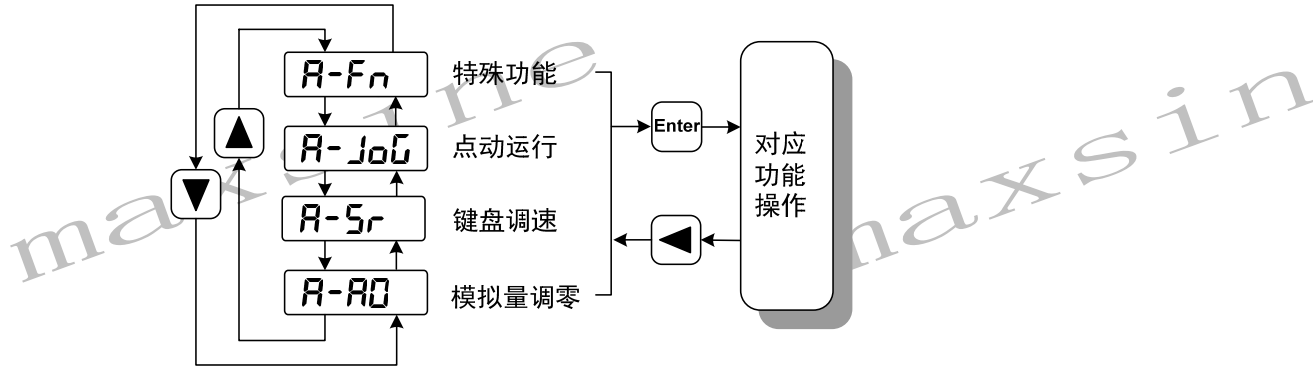 A-Fn 特殊功能
A-JoG 点动运行
A-Sr 键盘调速
A-A0 模拟量调零
Enter
对应
功能
操作
maxsine
maxsin